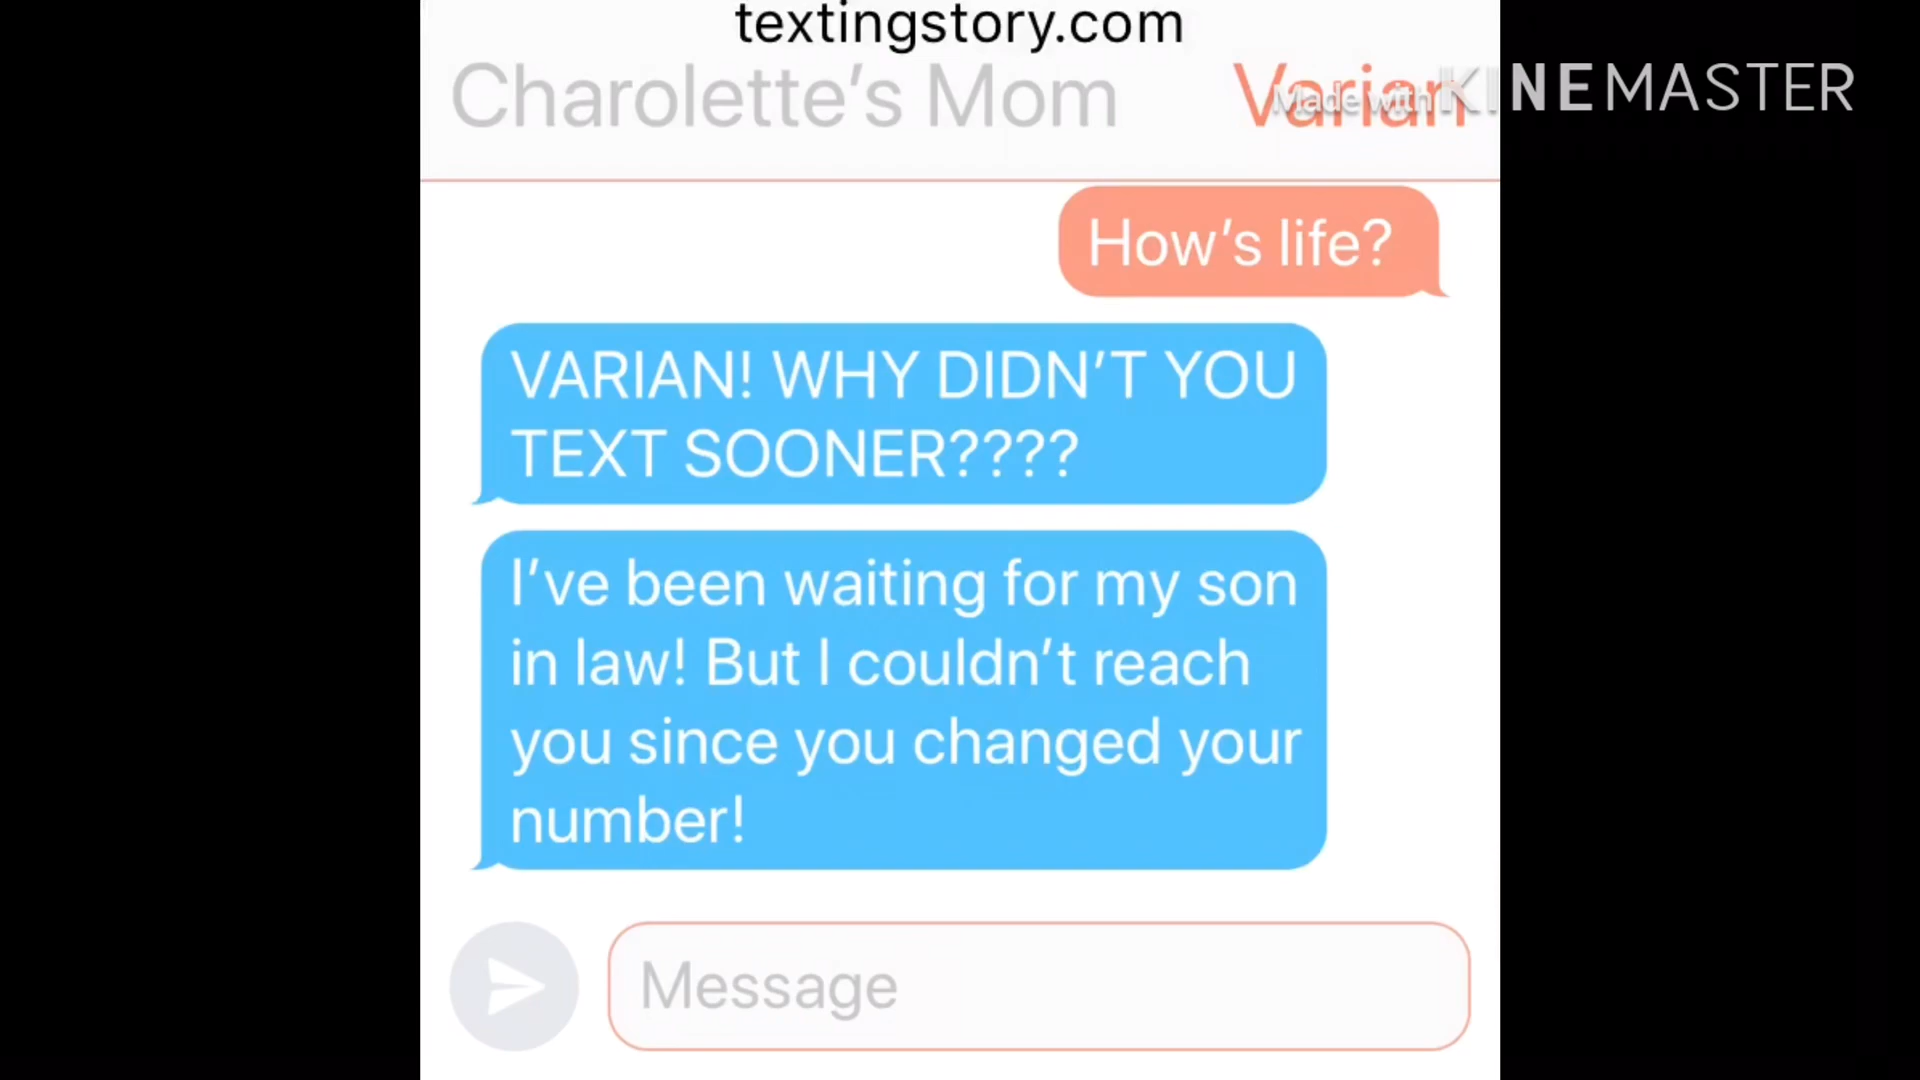 textingstory.com
Charolette’s Mom
Varian
Made with KINEMASTER
How’s life?
VARIAN! WHY DIDN’T YOU
TEXT SOONER????
I’ve been waiting for my son
in law! But I couldn’t reach
you since you changed your
number!
Message